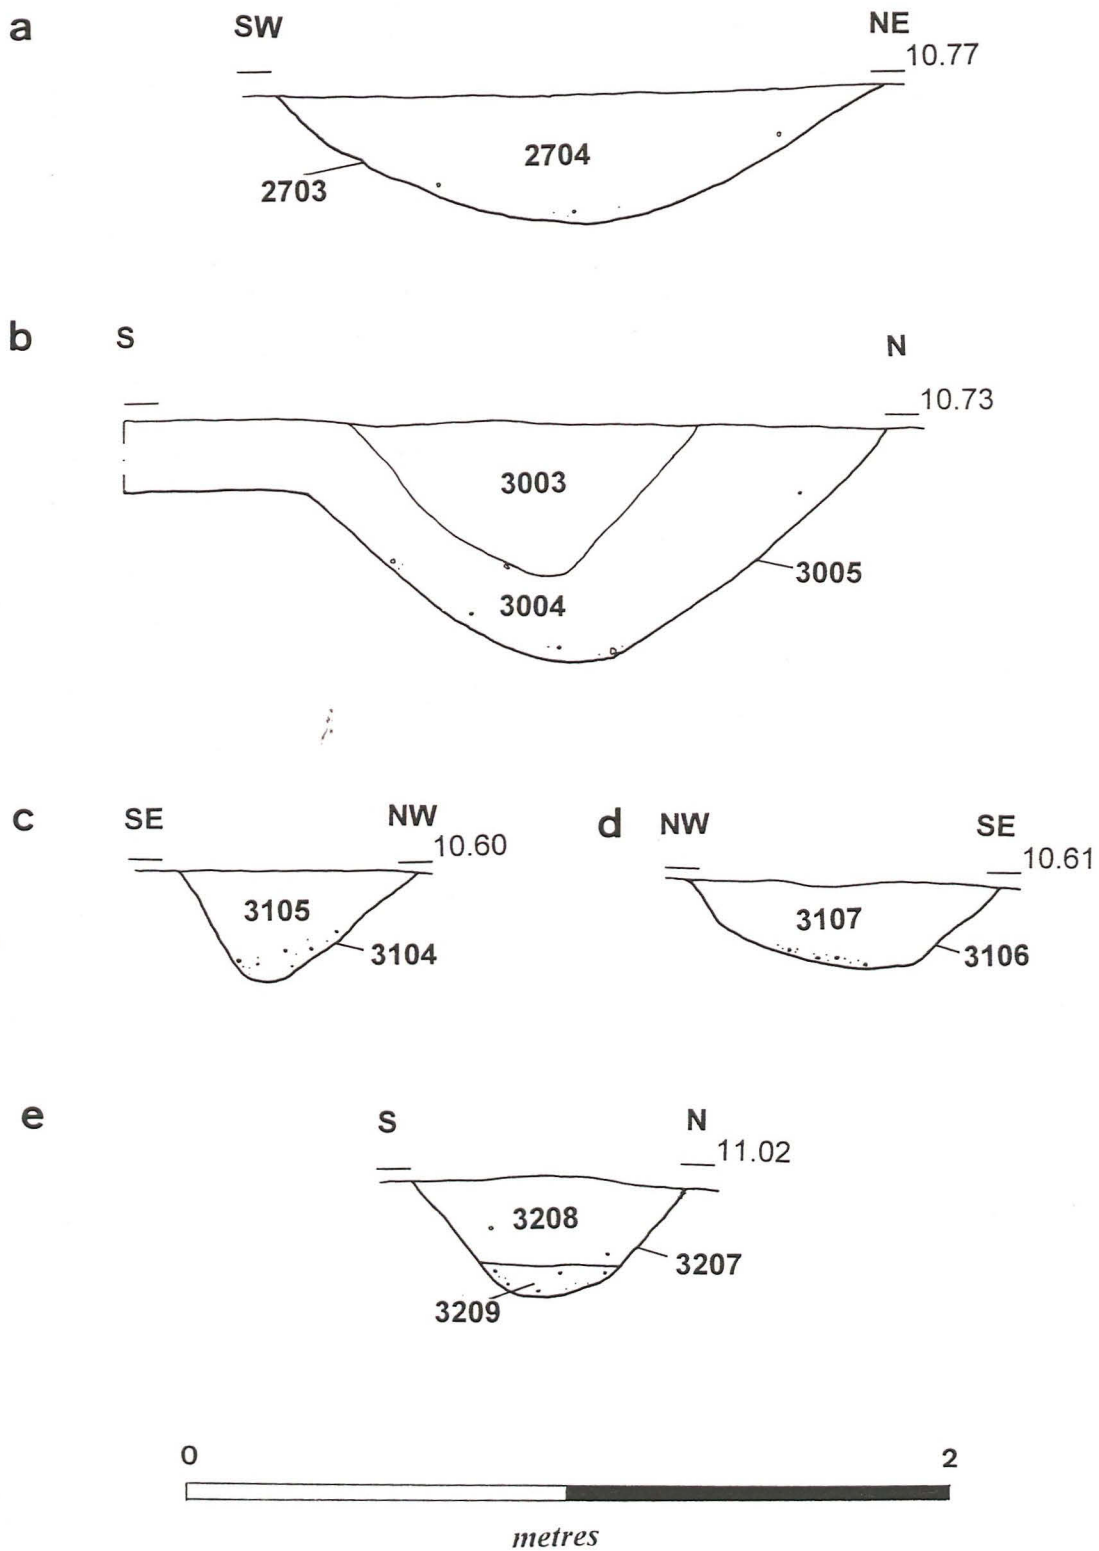 a
SW
NE
10.77
2704
2703
b
S
N
10.73
3003
3005
3004
c
SE
NW
10.60
3105
3104
d
NW
SE
10.61
3107
3106
e
S
N
11.02
3208
3207
3209
0
2
metres